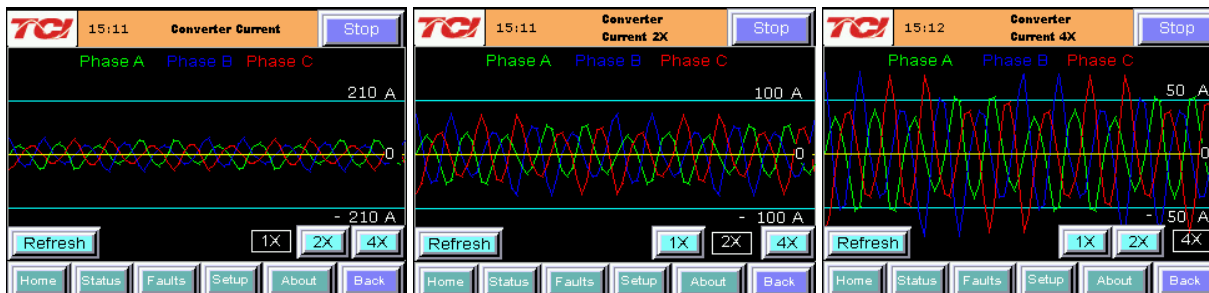 TCI 15:11 Converter Current Stop
Phase A Phase B Phase C
210 A
0
- 210 A
Refresh 1X 2X 4X
Home Status Faults Setup About Back
TCI 15:11 Converter Current 2X Stop
Phase A Phase B Phase C
100 A
0
- 100 A
Refresh 1X 2X 4X
Home Status Faults Setup About Back
TCI 15:12 Converter Current 4X Stop
Phase A Phase B Phase C
50 A
0
- 50 A
Refresh 1X 2X 4X
Home Status Faults Setup About Back